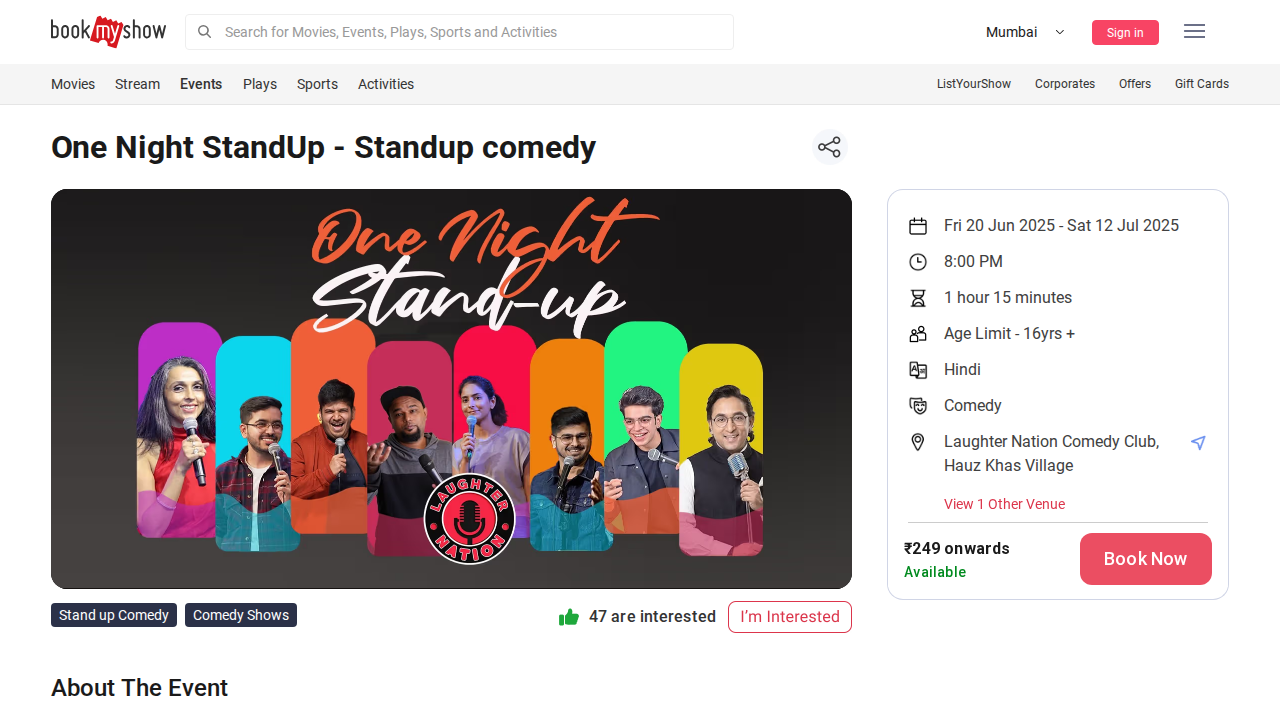 bookmyshow
Search for Movies, Events, Plays, Sports and Activities
Mumbai
Sign in
Movies
Stream
Events
Plays
Sports
Activities
ListYourShow
Corporates
Offers
Gift Cards
One Night StandUp - Standup comedy
One Night
Stand-up
LAUGHTER
NATION
Fri 20 Jun 2025 - Sat 12 Jul 2025
8:00 PM
1 hour 15 minutes
Age Limit - 16yrs +
Hindi
Comedy
Laughter Nation Comedy Club,
Hauz Khas Village
View 1 Other Venue
₹249 onwards
Available
Book Now
Stand up Comedy
Comedy Shows
47 are interested
I'm Interested
About The Event